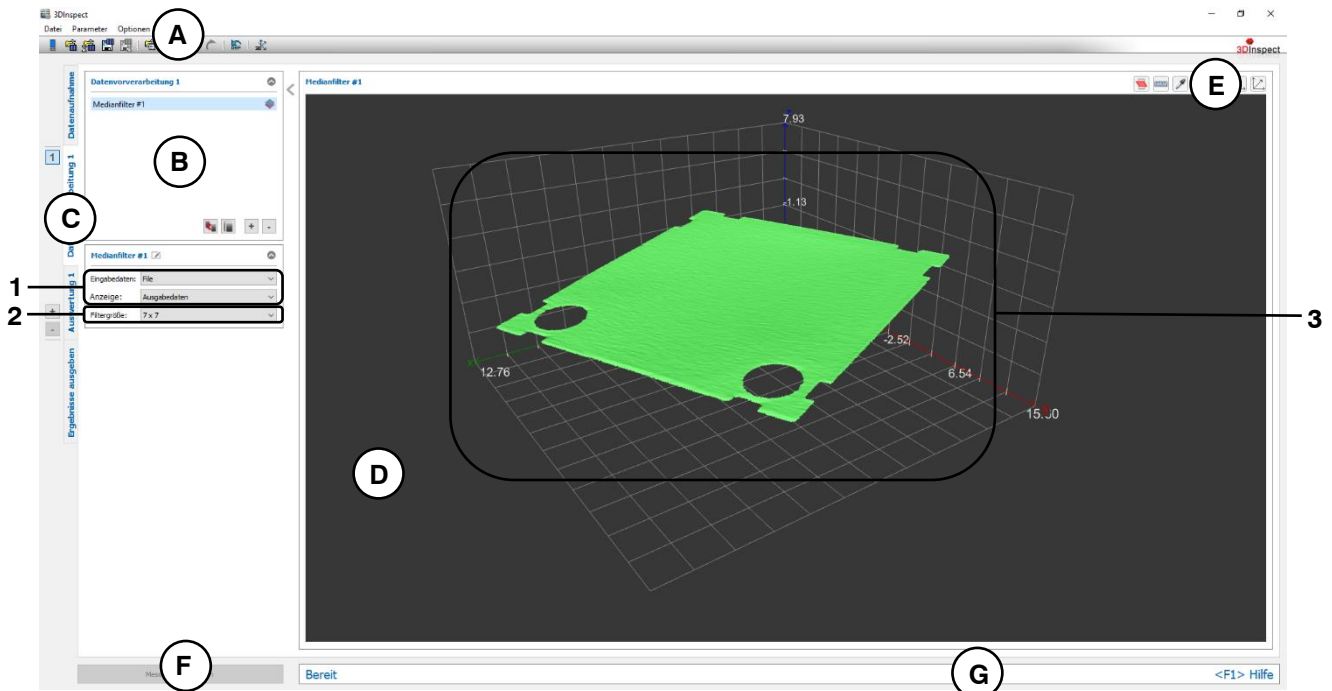 3DInspect
Datei Parameter Optionen
A
3DInspect
E
Datenaufnahme
Datenvorverarbeitung 1
Medianfilter #1
B
Medianfilter #1
7.93
1.13
-2.52
6.54
15.50
12.76
1
C
Auswertung 1
Ergebnisse ausgeben
+ -
Medianfilter #1
1
Eingabedaten: File
Anzeige: Ausgabedaten
2
Filtergröße: 7 x 7
+
-
3
D
F
Bereit
G
<F1> Hilfe